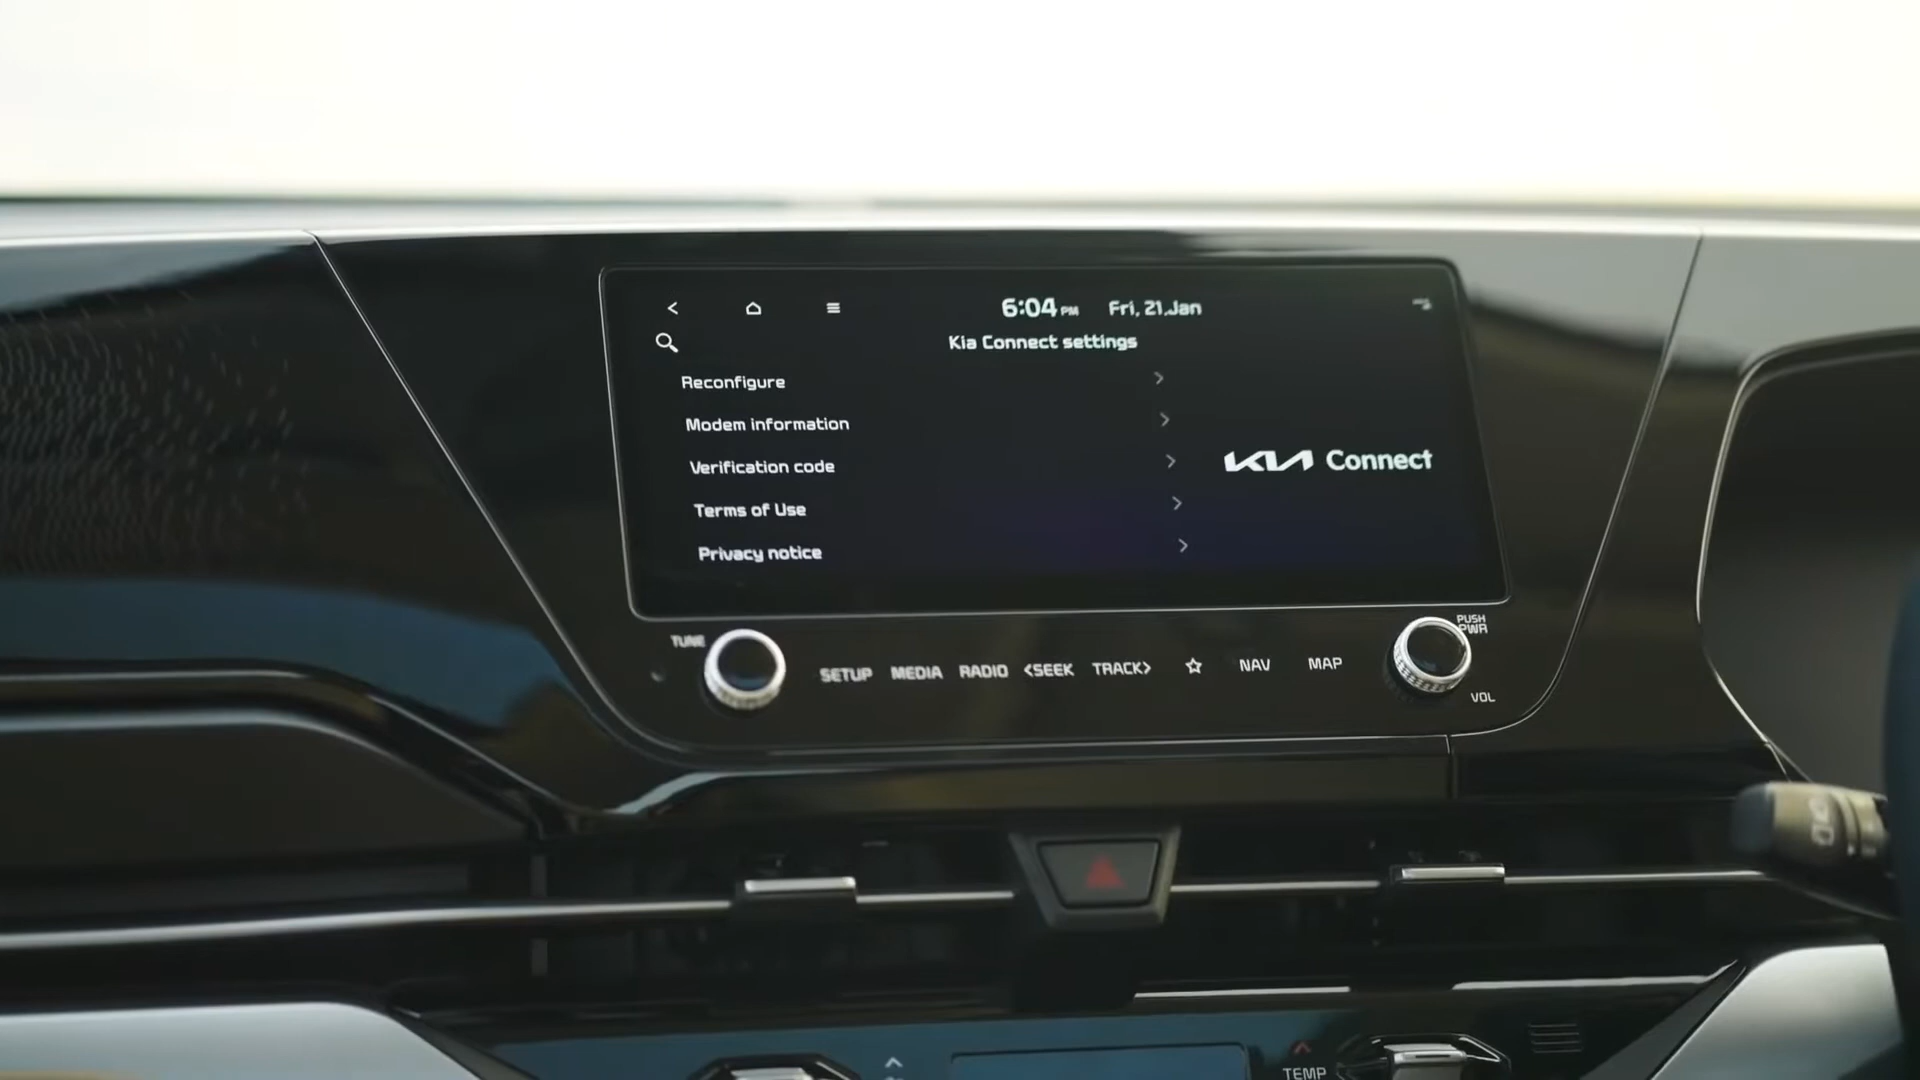 6:04 PM Fri, 21.Jan
Kia Connect settings
Reconfigure
Modem information
Verification code
Terms of Use
Privacy notice
KIA Connect
TUNE
PUSH
PWR
SETUP MEDIA RADIO <SEEK TRACK> NAV MAP
VOL
TEMP